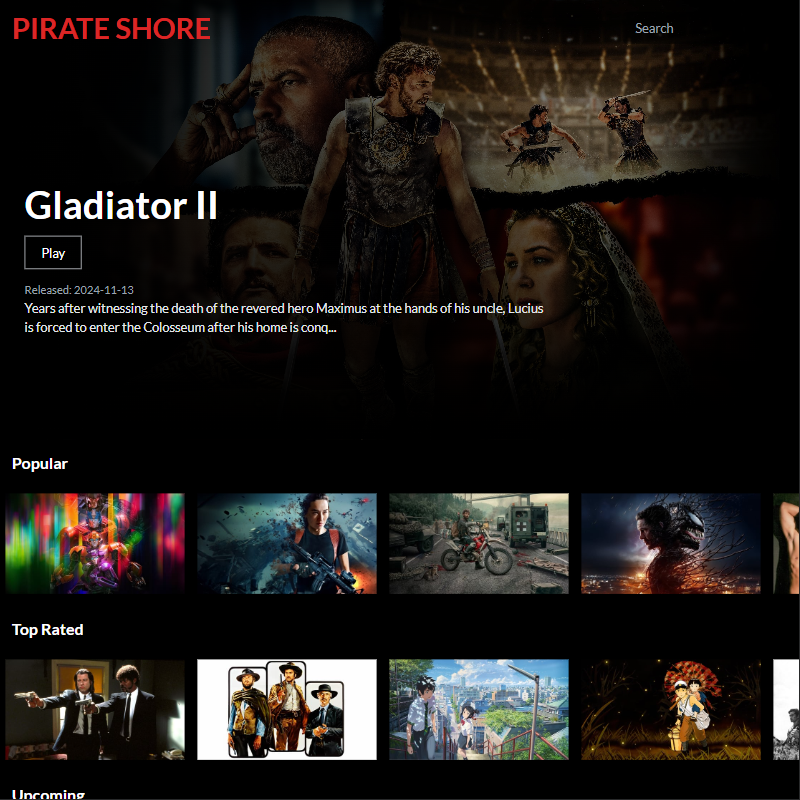 PIRATE SHORE
Search
Gladiator II
Play
Released: 2024-11-13
Years after witnessing the death of the revered hero Maximus at the hands of his uncle, Lucius
is forced to enter the Colosseum after his home is conq...
Popular
Top Rated
Upcoming